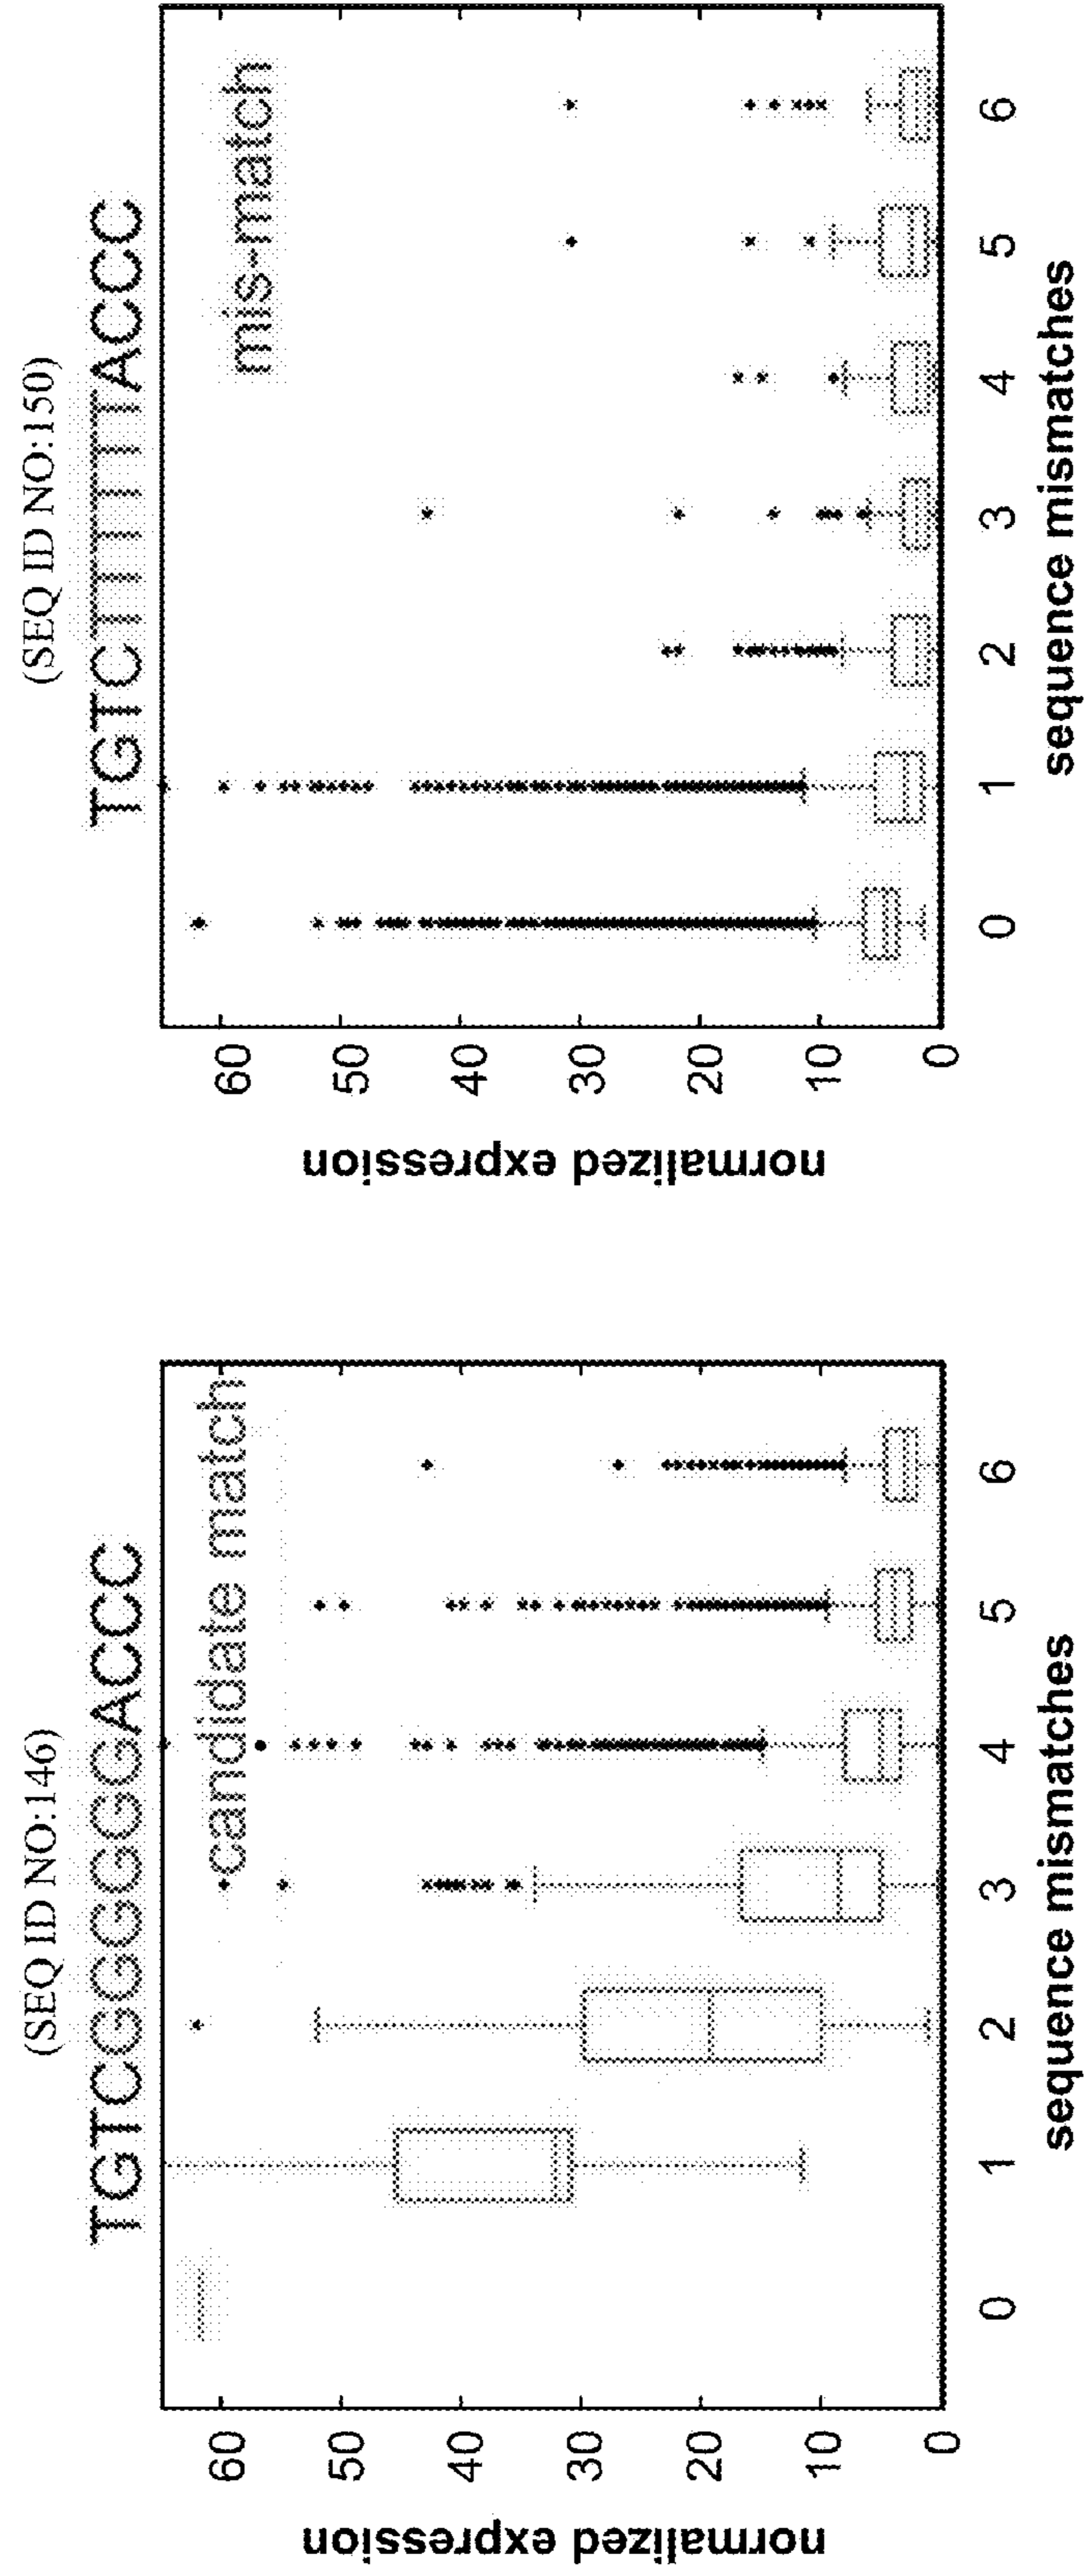 (SEQ ID NO:146)
TGTCGGGGGGACCC
candidate match
normalized expression
60
50
40
30
20
10
0
0 1 2 3 4 5 6
sequence mismatches
(SEQ ID NO:150)
TGTCTTTTTTACCC
mis-match
normalized expression
60
50
40
30
20
10
0
0 1 2 3 4 5 6
sequence mismatches